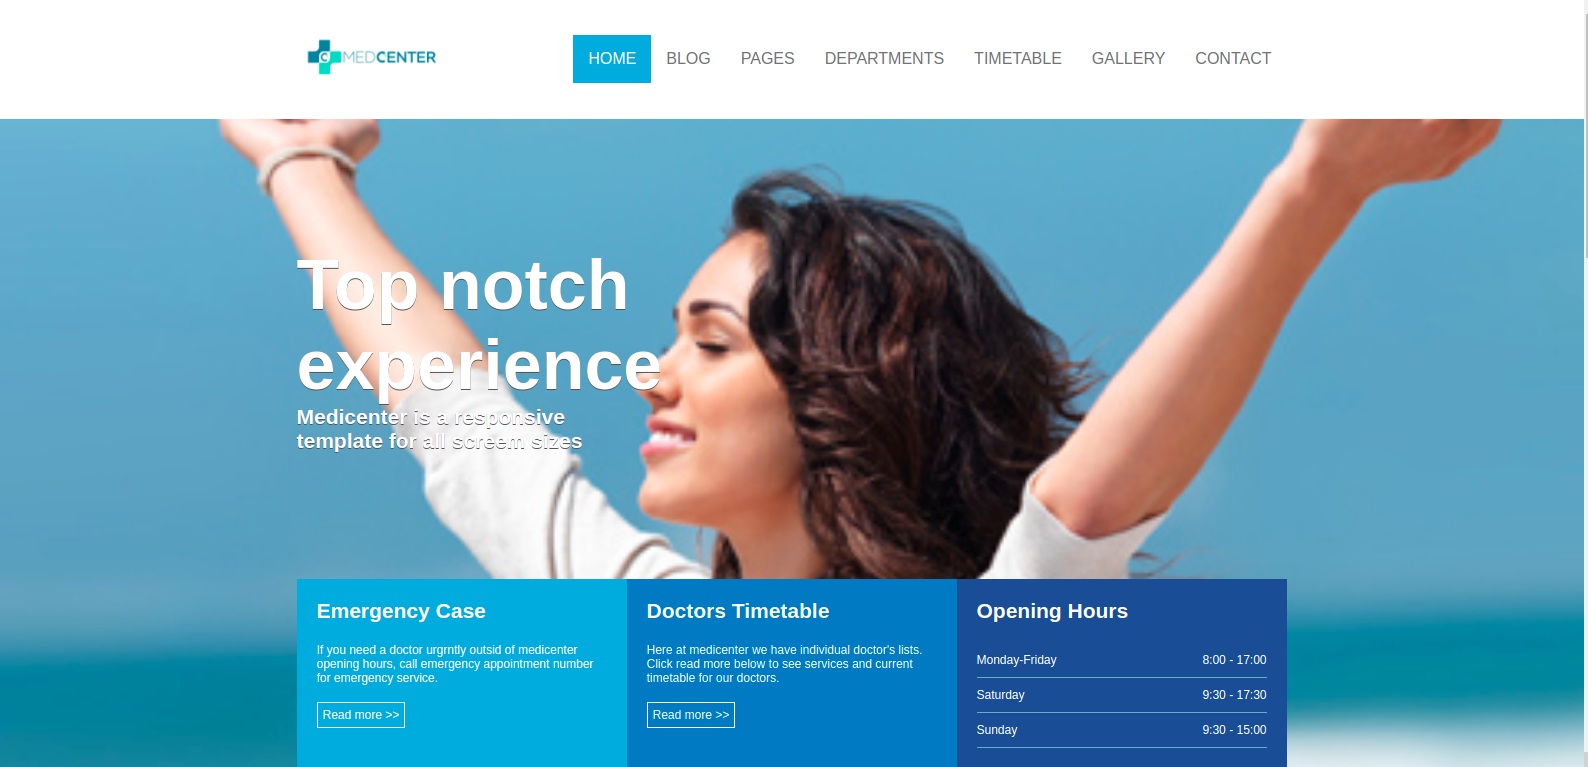 C MEDCENTER
HOME BLOG PAGES DEPARTMENTS TIMETABLE GALLERY CONTACT
Top notch
experience
Medicenter is a responsive
template for all screem sizes
Emergency Case
If you need a doctor urgrntly outsid of medicenter
opening hours, call emergency appointment number
for emergency service.
Read more >>
Doctors Timetable
Here at medicenter we have individual doctor's lists.
Click read more below to see services and current
timetable for our doctors.
Read more >>
Opening Hours
Monday-Friday 8:00 - 17:00
Saturday 9:30 - 17:30
Sunday 9:30 - 15:00